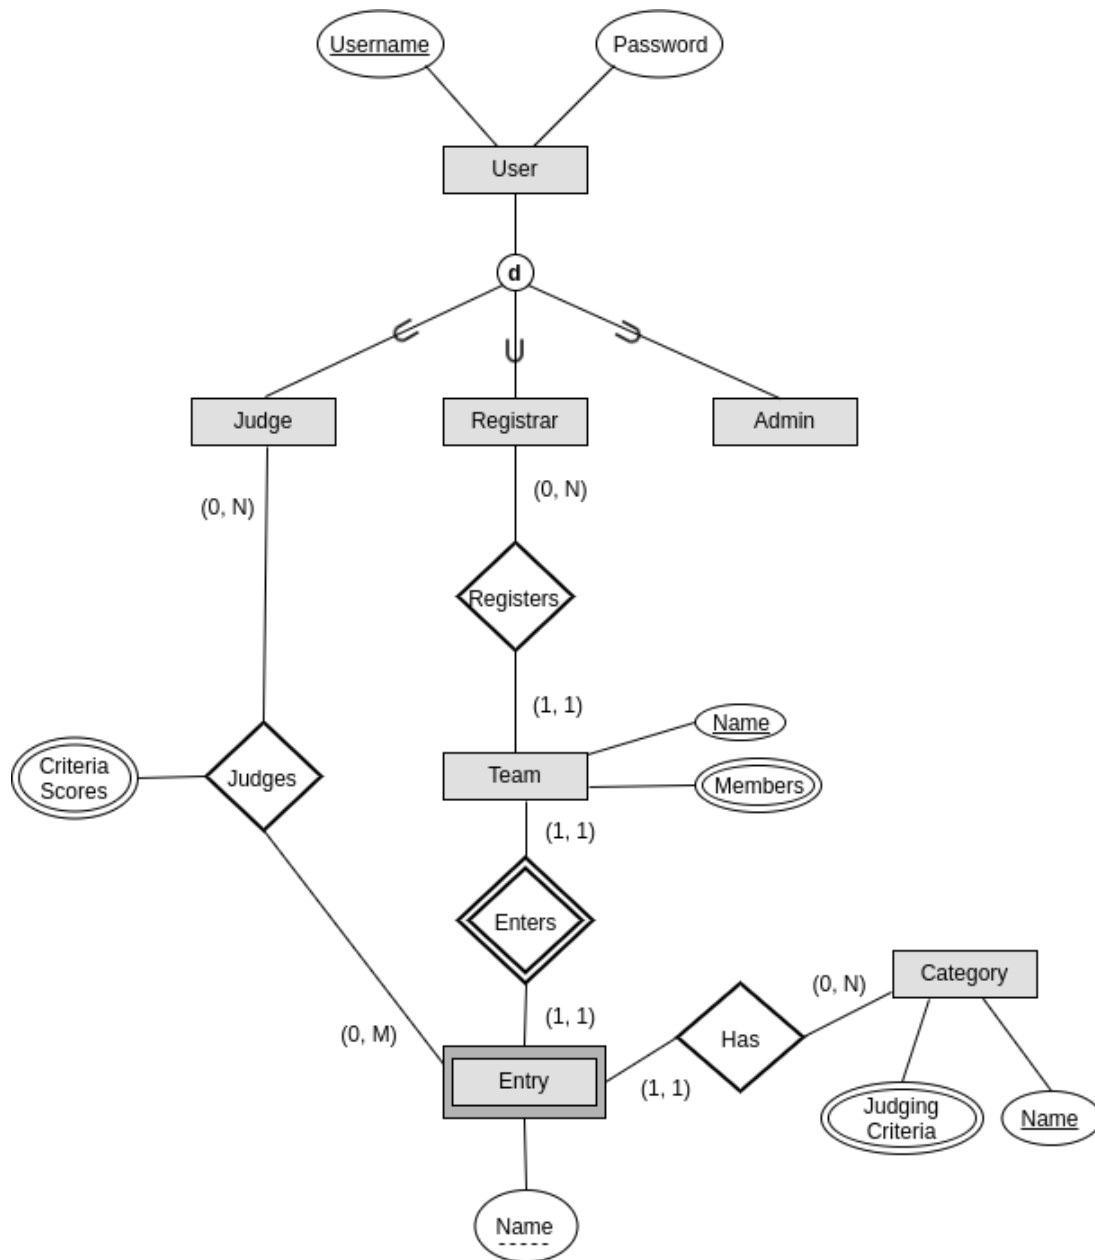 Username
Password
User
d
Judge
Registrar
Admin
(0, N)
(0, N)
Registers
(1, 1)
Name
Criteria
Scores
Judges
Team
Members
(1, 1)
Enters
Category
(0, N)
(1, 1)
(0, M)
Has
Entry
(1, 1)
Judging
Criteria
Name
Name